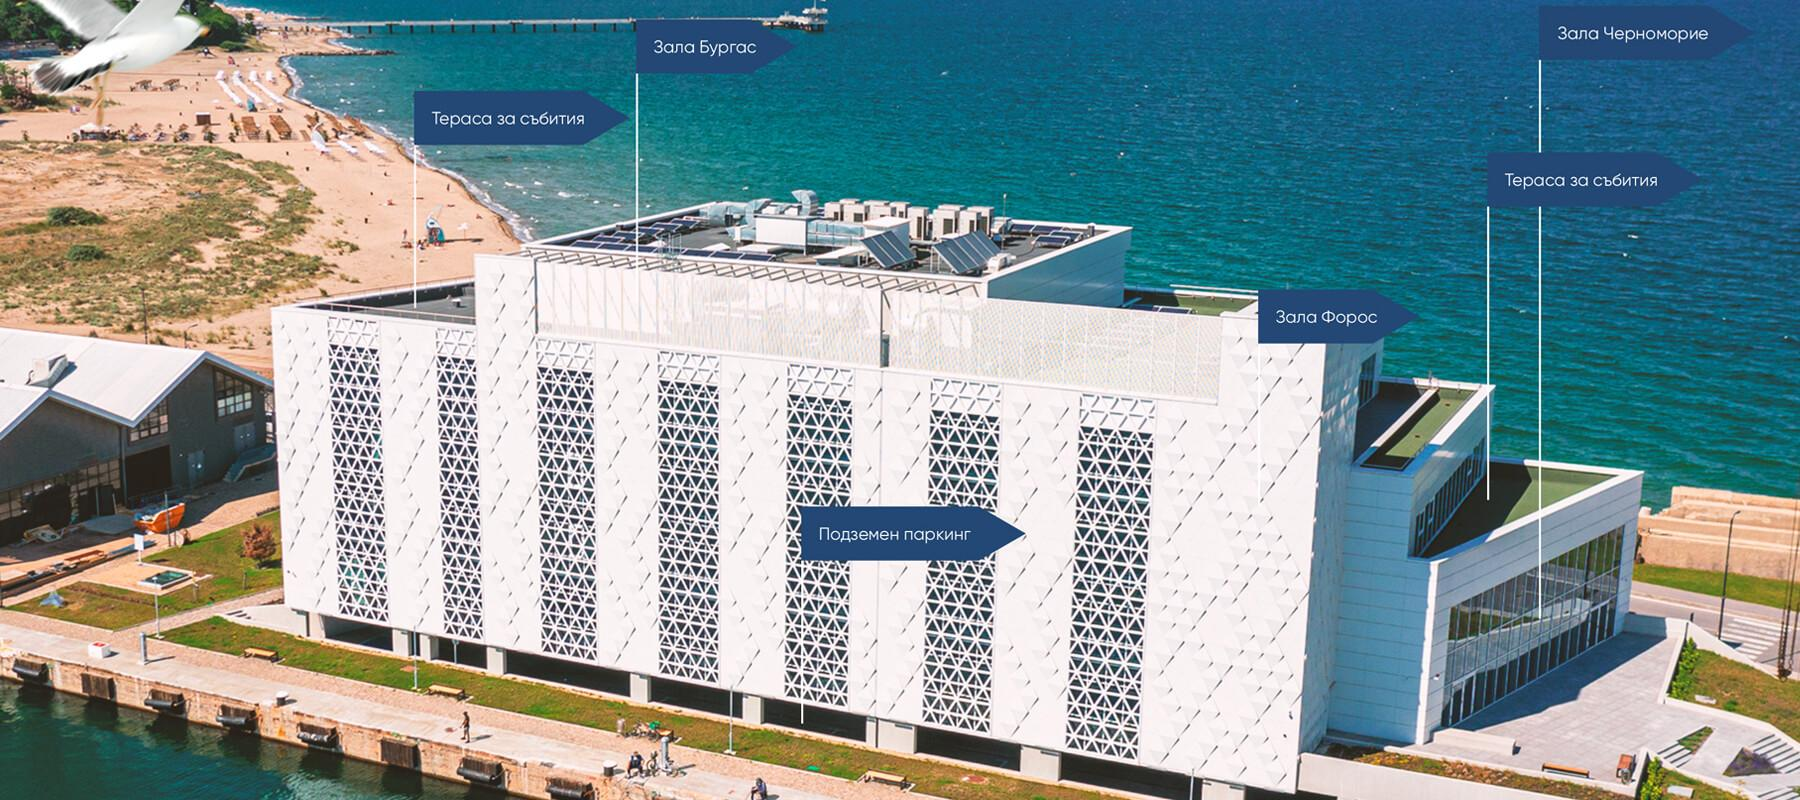 Зала Черноморие
Зала Бургас
Тераса за събития
Тераса за събития
Зала Форос
Подземен паркинг